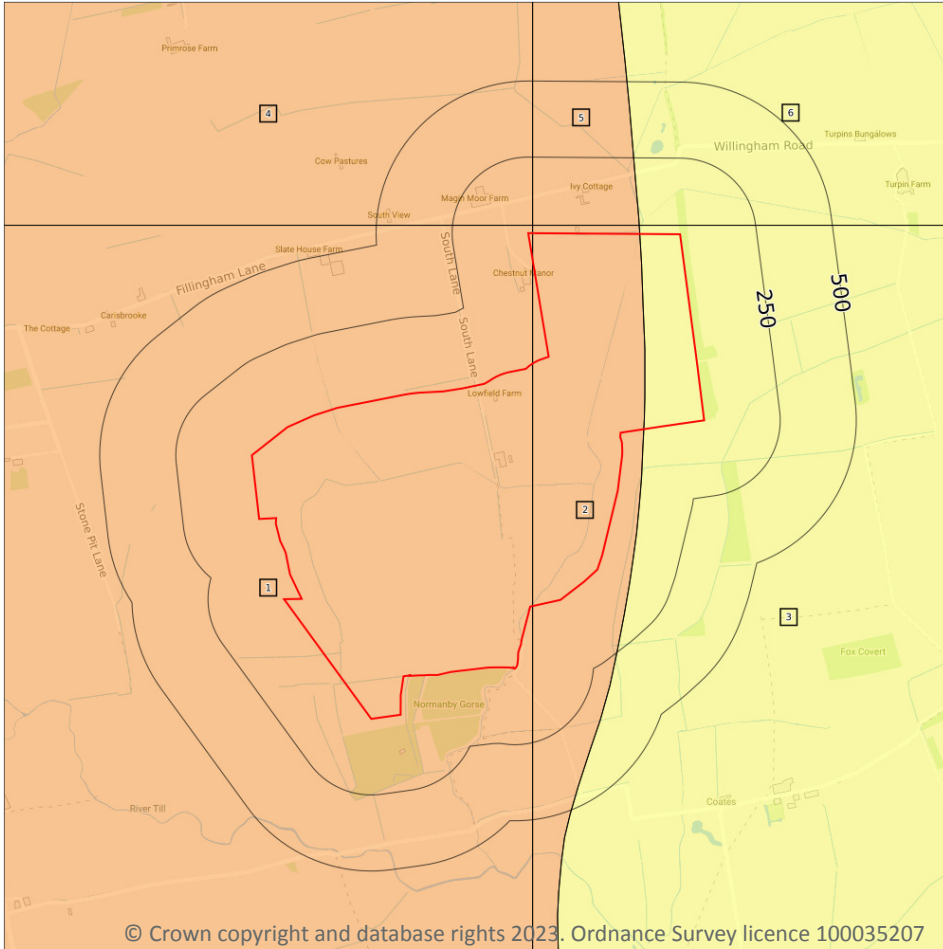 Primrose Farm
4
5
6
Turpins Bungalows
Willingham Road
Cow Pastures
Turpin Farm
Ivy Cottage
Magin Moor Farm
South View
Slate House Farm
South Lane
Chestnut Manor
Fillingham Lane
250
500
Carisbrooke
The Cottage
South Lane
Lowfield Farm
2
Stone Pit Lane
1
3
Fox Covert
Normanby Gorse
River Till
Coates
© Crown copyright and database rights 2023. Ordnance Survey licence 100035207